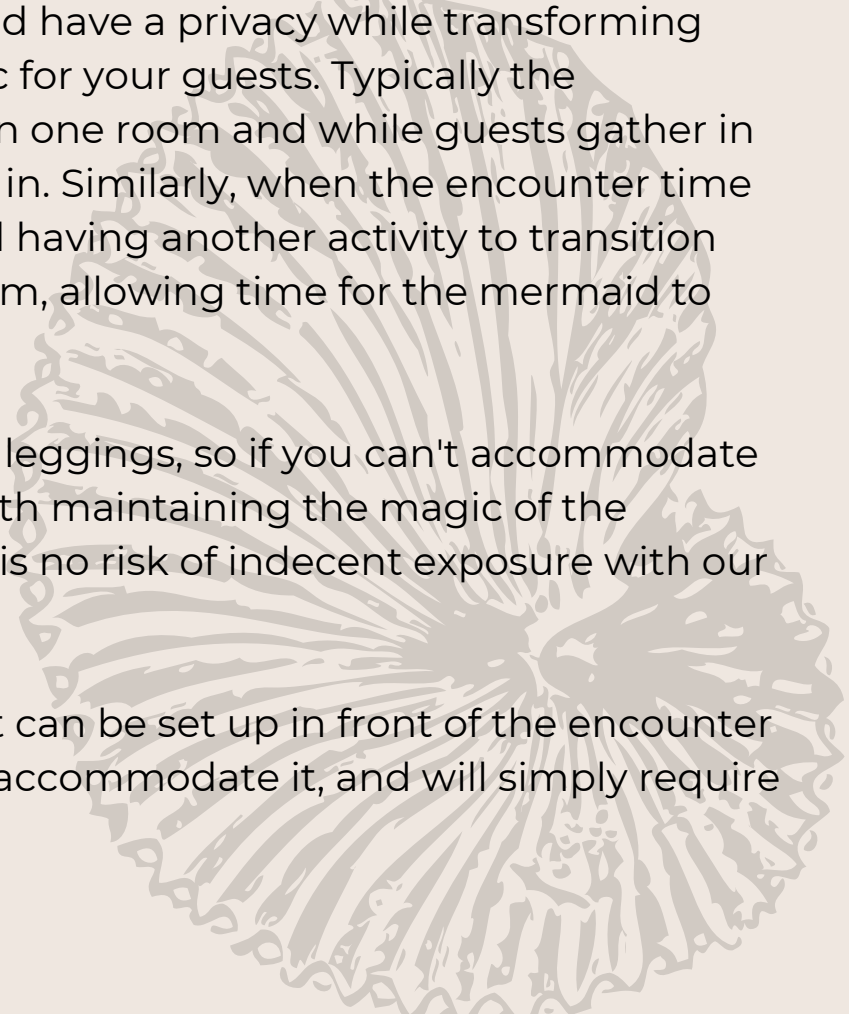 d have a privacy while transforming
c for your guests. Typically the
n one room and while guests gather in
in. Similarly, when the encounter time
having another activity to transition
m, allowing time for the mermaid to
leggings, so if you can't accommodate
th maintaining the magic of the
is no risk of indecent exposure with our
t can be set up in front of the encounter
accommodate it, and will simply require